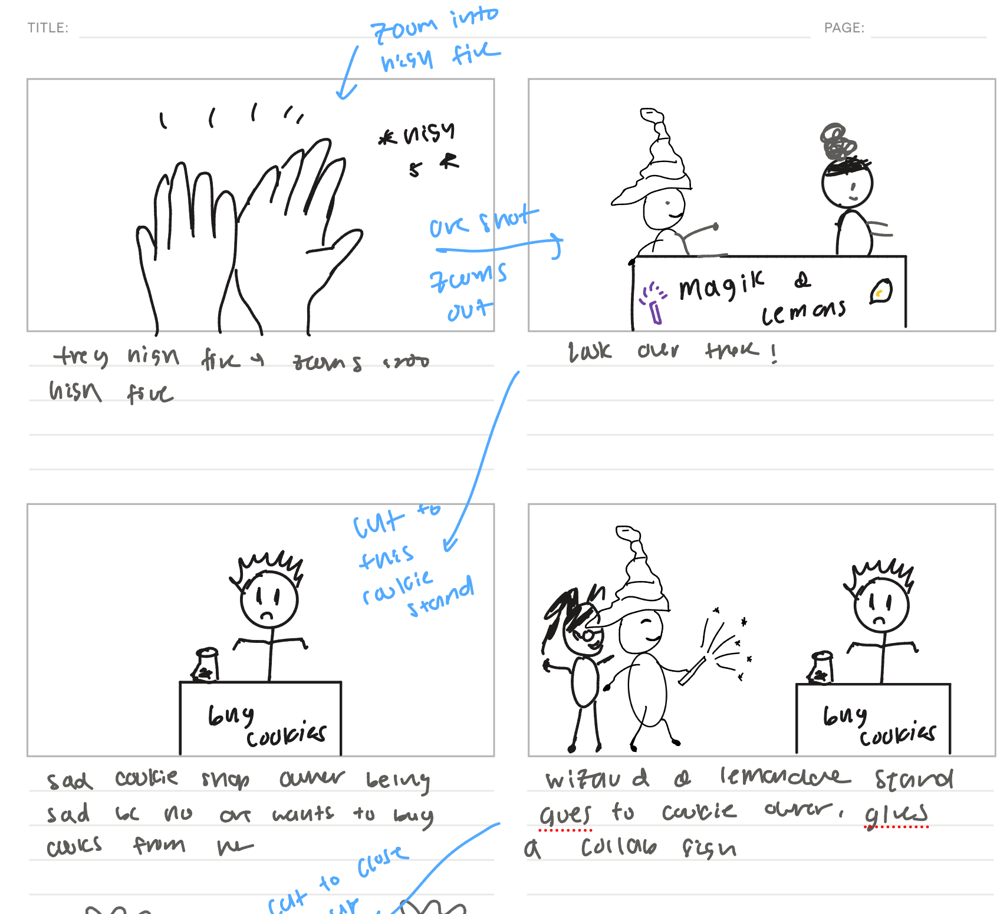 TITLE:
PAGE:
zoom into
high five
*high
5*
one shot
zooms
out
Magik &
Lemons
they high five → zooms into
high five
look over there!
cut to
this
cookie
stand
buy
cookies
buy
cookies
sad cookie shop owner being
sad bc no one wants to buy
from
wizard & stand
goes to cookie owner, gives
a collab sign
cut to close
up